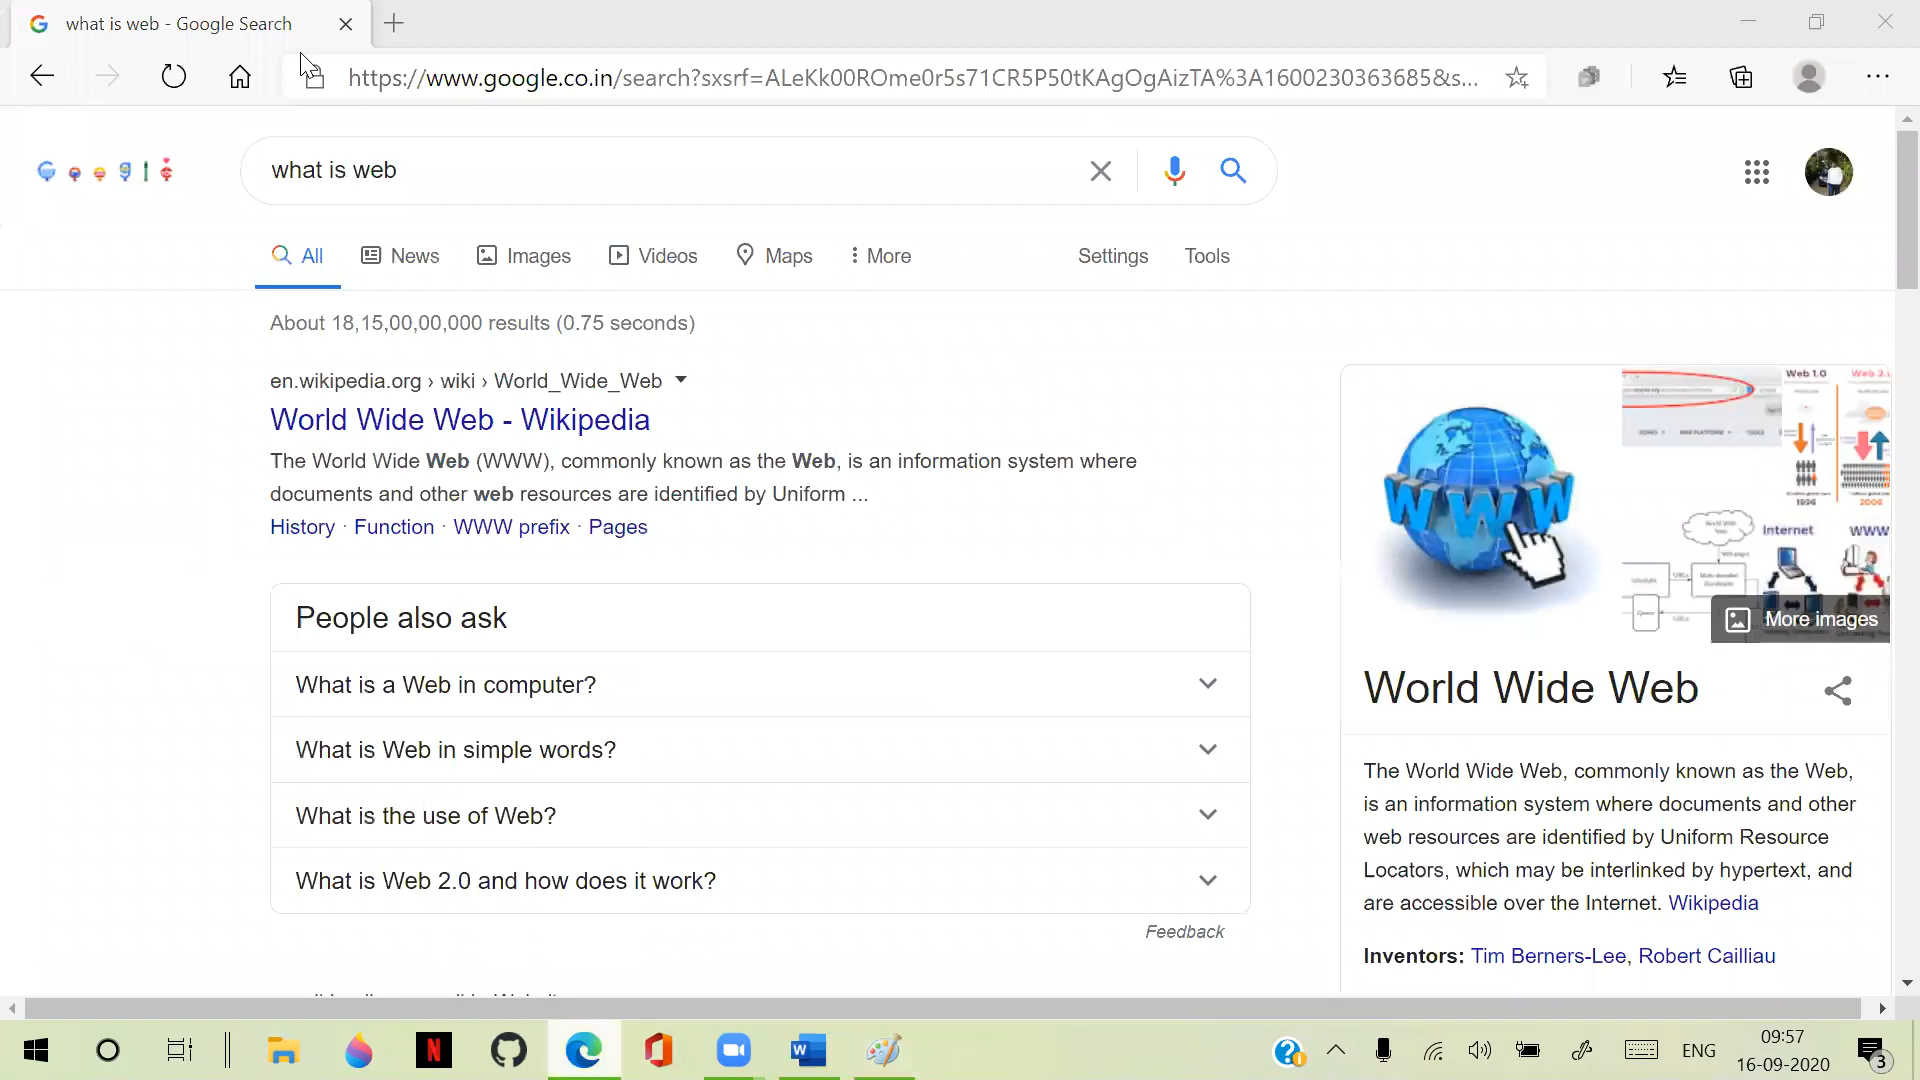 what is web - Google Search
https://www.google.co.in/search?sxsrf=ALeKk00ROme0r5s71CR5P50tKAgOgAizTA%3A1600230363685&s...
Google
what is web
All News Images Videos Maps More Settings Tools
About 18,15,00,00,000 results (0.75 seconds)
en.wikipedia.org › wiki › World_Wide_Web
World Wide Web - Wikipedia
The World Wide Web (WWW), commonly known as the Web, is an information system where
documents and other web resources are identified by Uniform ...
History · Function · WWW prefix · Pages
People also ask
What is a Web in computer?
What is Web in simple words?
What is the use of Web?
What is Web 2.0 and how does it work?
Feedback
WWW
Web 1.0
Web 2.
1996
2006
Internet
WWW
More images
World Wide Web
The World Wide Web, commonly known as the Web,
is an information system where documents and other
web resources are identified by Uniform Resource
Locators, which may be interlinked by hypertext, and
are accessible over the Internet. Wikipedia
Inventors: Tim Berners-Lee, Robert Cailliau
N
W
ENG
09:57
16-09-2020
3